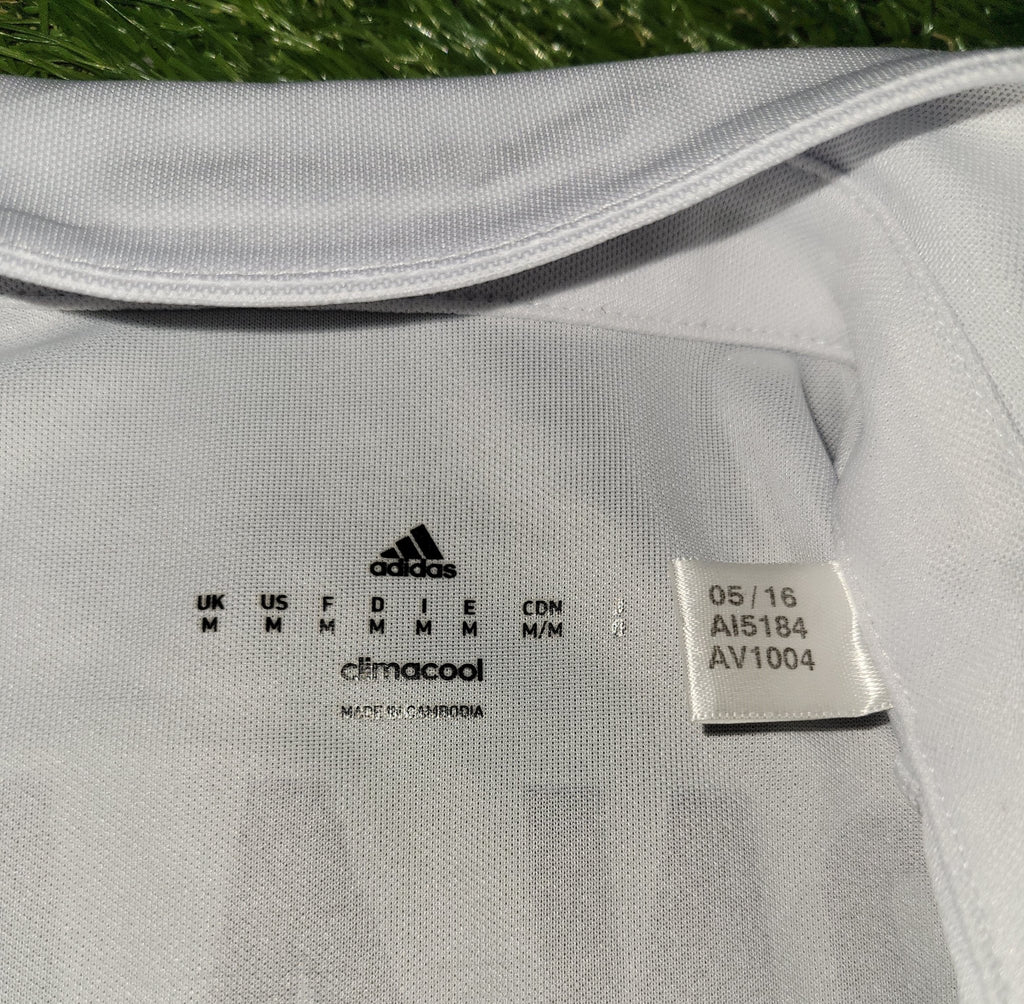 adidas
UK US F D I E CDN J
M M M M M M M/M
climacool
MADE IN CAMBODIA
05/16
AI5184
AV1004